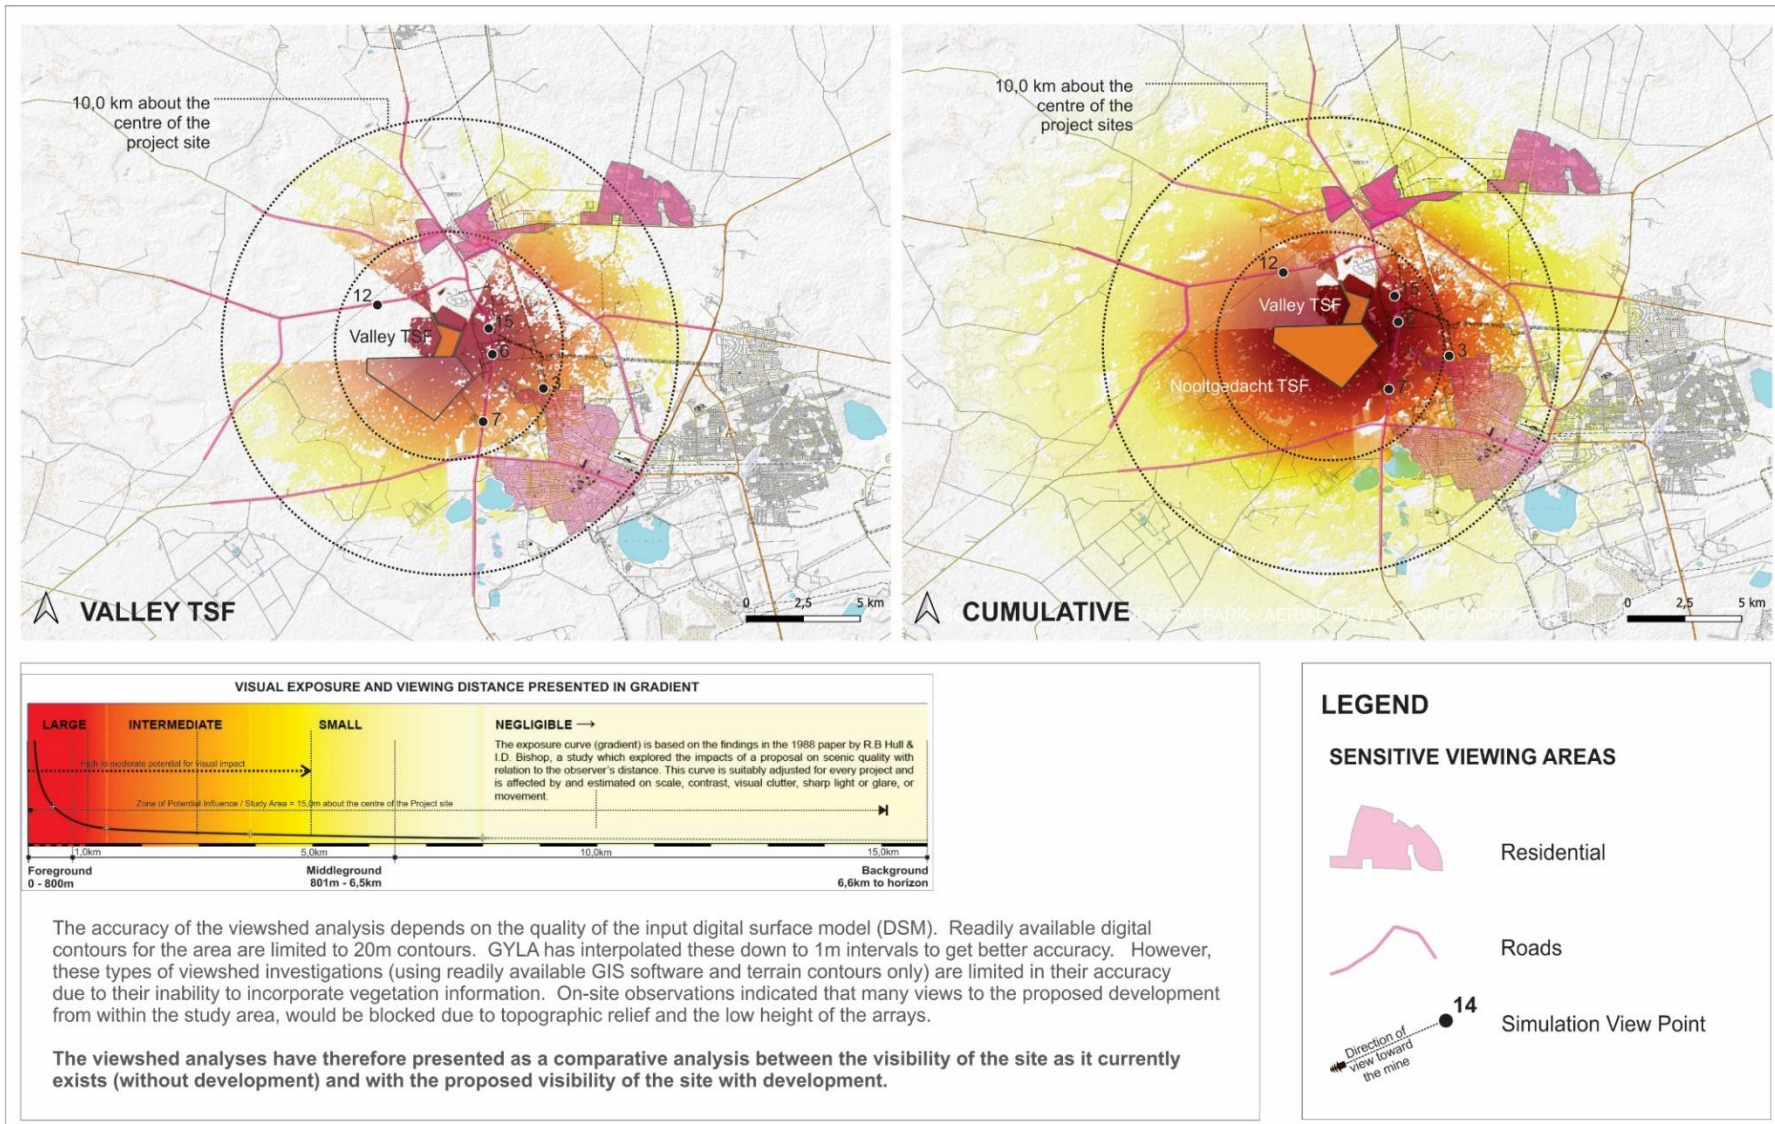 10,0 km about the
centre of the
project site
12
Valley TSF
15
6
3
7
VALLEY TSF
0 2,5 5 km
10,0 km about the
centre of the
project sites
12
Valley TSF
15
6
3
Nooltgedacht TSF
7
CUMULATIVE
PARK - AERIAL VIEW LOOKING NORTH
0 2,5 5 km
VISUAL EXPOSURE AND VIEWING DISTANCE PRESENTED IN GRADIENT
LARGE INTERMEDIATE SMALL NEGLIGIBLE →
The exposure curve (gradient) is based on the findings in the 1988 paper by R.B Hull &
I.D. Bishop, a study which explored the impacts of a proposal on scenic quality with
relation to the observer's distance. This curve is suitably adjusted for every project and
is affected by and estimated on scale, contrast, visual clutter, sharp light or glare, or
movement.
High to moderate potential for visual impact
Zone of Potential Influence / Study Area = 15,0m about the centre of the Project site
1,0km 5,0km 10,0km 15,0km
Foreground Middleground Background
0 - 800m 801m - 6,5km 6,6km to horizon
The accuracy of the viewshed analysis depends on the quality of the input digital surface model (DSM). Readily available digital
contours for the area are limited to 20m contours. GYLA has interpolated these down to 1m intervals to get better accuracy. However,
these types of viewshed investigations (using readily available GIS software and terrain contours only) are limited in their accuracy
due to their inability to incorporate vegetation information. On-site observations indicated that many views to the proposed development
from within the study area, would be blocked due to topographic relief and the low height of the arrays.
The viewshed analyses have therefore presented as a comparative analysis between the visibility of the site as it currently
exists (without development) and with the proposed visibility of the site with development.
LEGEND
SENSITIVE VIEWING AREAS
Residential
Roads
14
Simulation View Point
Direction of
view toward
the mine